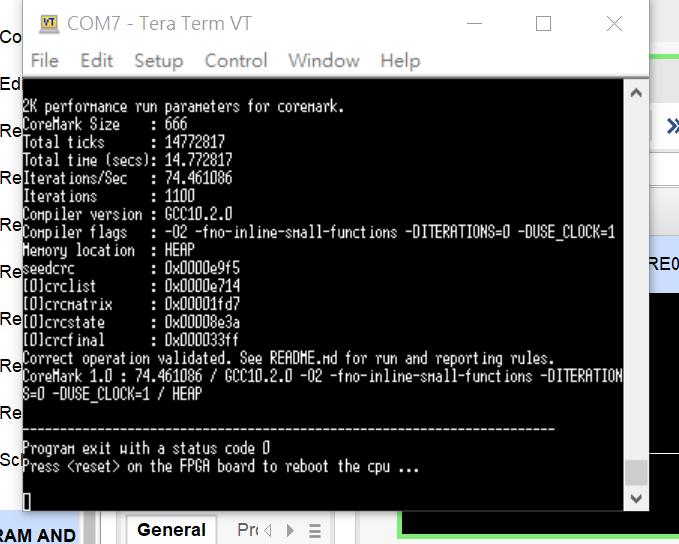 COM7 - Tera Term VT
File Edit Setup Control Window Help
2K performance run parameters for coremark.
CoreMark Size : 666
Total ticks : 14772817
Total time (secs): 14.772817
Iterations/Sec : 74.461086
Iterations : 1100
Compiler version : GCC10.2.0
Compiler flags : -O2 -fno-inline-small-functions -DITERATIONS=0 -DUSE_CLOCK=1
Memory location : HEAP
seedcrc : 0x0000e9f5
[0]crclist : 0x0000e714
[0]crcmatrix : 0x00001fd7
[0]crcstate : 0x00008e3a
[0]crcfinal : 0x000033ff
Correct operation validated. See README.md for run and reporting rules.
CoreMark 1.0 : 74.461086 / GCC10.2.0 -O2 -fno-inline-small-functions -DITERATION
S=0 -DUSE_CLOCK=1 / HEAP
-----------------------------------------------------------------------
Program exit with a status code 0
Press <reset> on the FPGA board to reboot the cpu ...
Co
Edi
Re
Re
Re
Re
Re
Re
Re
Re
Sc
RAM AND
RE0
General
Pr